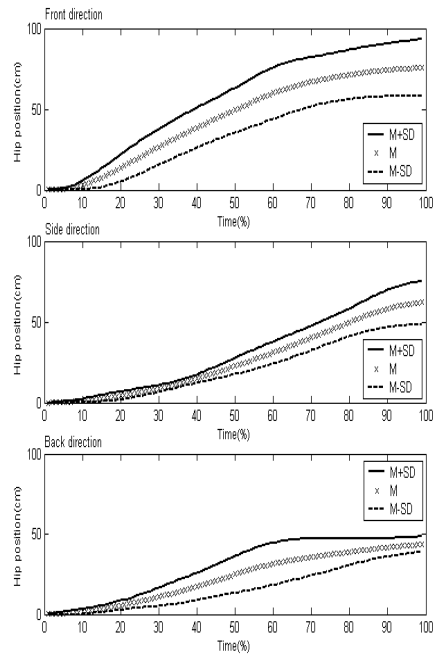 Front direction
100
50
0
Hip position(cm)
M+SD
M
M-SD
0 10 20 30 40 50 60 70 80 90 100
Time(%)
Side direction
100
50
0
Hip position(cm)
M+SD
M
M-SD
0 10 20 30 40 50 60 70 80 90 100
Time(%)
Back direction
100
50
0
Hip position(cm)
M+SD
M
M-SD
0 10 20 30 40 50 60 70 80 90 100
Time(%)